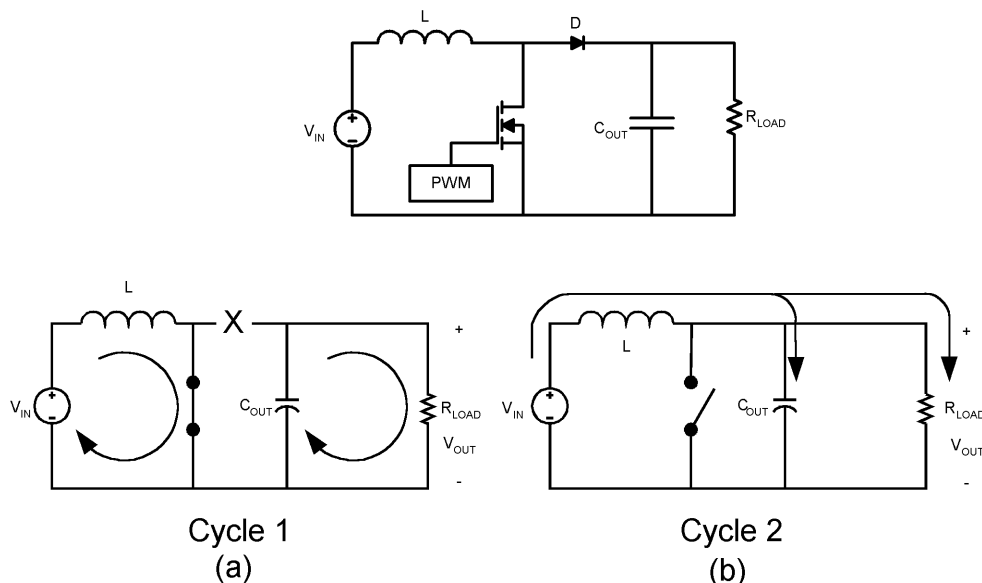 L
D
V_IN
PWM
C_OUT
R_LOAD
L
X
+
V_IN
C_OUT
R_LOAD
V_OUT
-
Cycle 1
(a)
L
+
V_IN
C_OUT
R_LOAD
V_OUT
-
Cycle 2
(b)